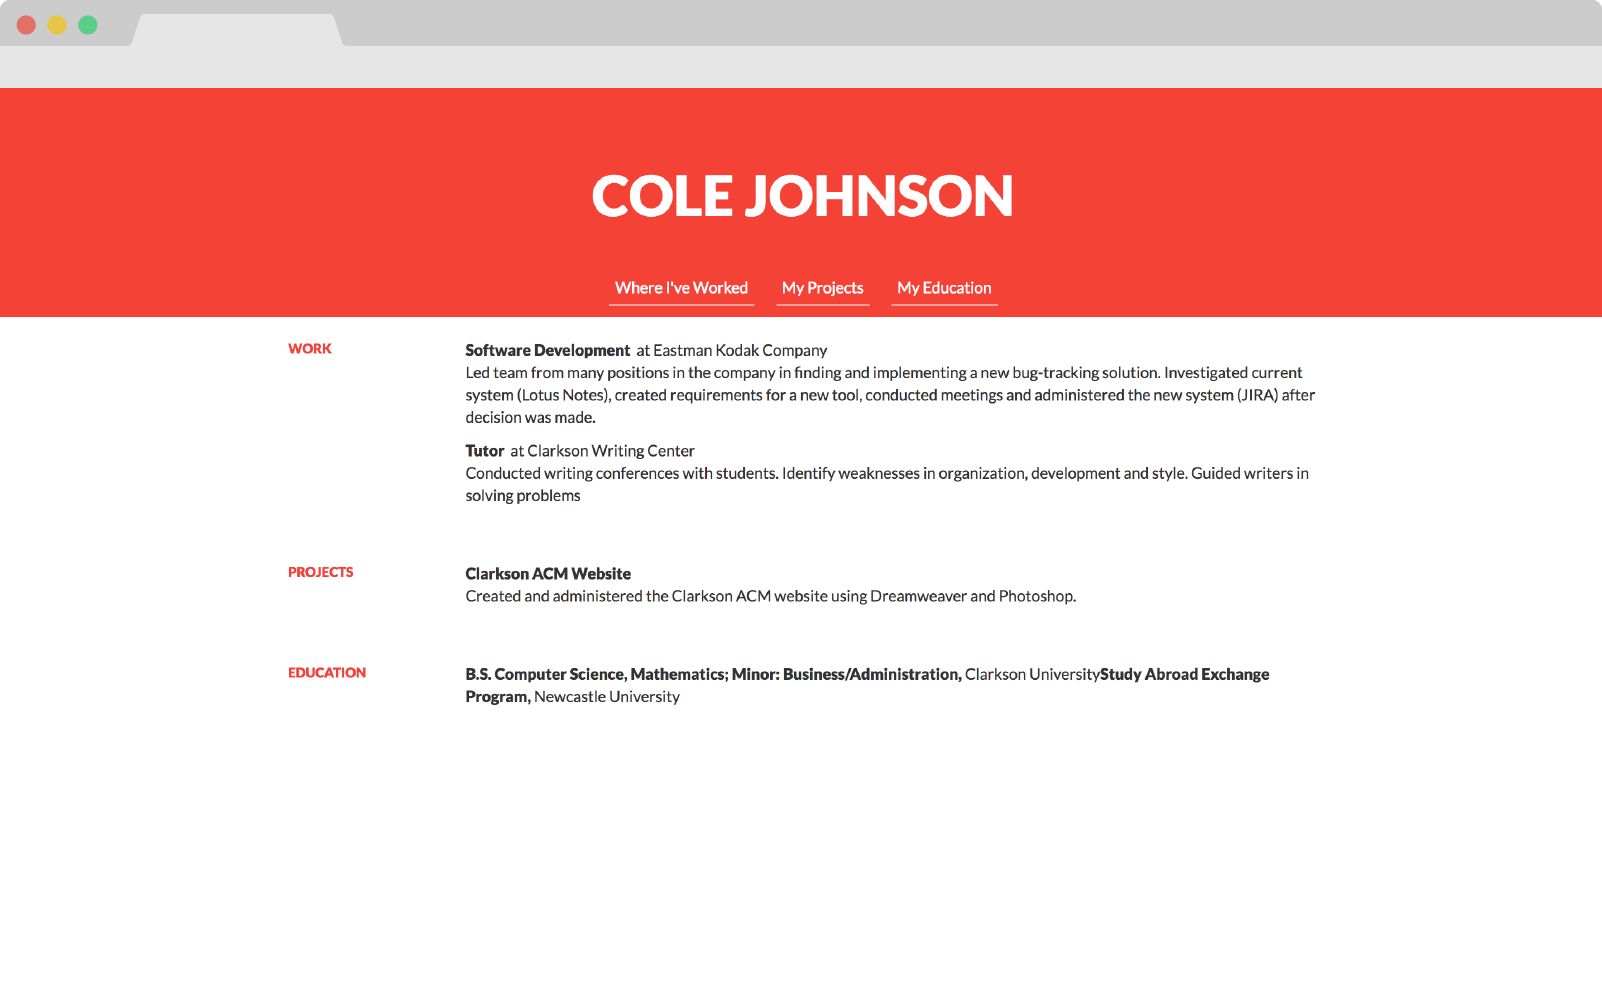 COLE JOHNSON
Where I've Worked My Projects My Education
WORK
Software Development at Eastman Kodak Company
Led team from many positions in the company in finding and implementing a new bug-tracking solution. Investigated current
system (Lotus Notes), created requirements for a new tool, conducted meetings and administered the new system (JIRA) after
decision was made.
Tutor at Clarkson Writing Center
Conducted writing conferences with students. Identify weaknesses in organization, development and style. Guided writers in
solving problems
PROJECTS
Clarkson ACM Website
Created and administered the Clarkson ACM website using Dreamweaver and Photoshop.
EDUCATION
B.S. Computer Science, Mathematics; Minor: Business/Administration, Clarkson UniversityStudy Abroad Exchange
Program, Newcastle University